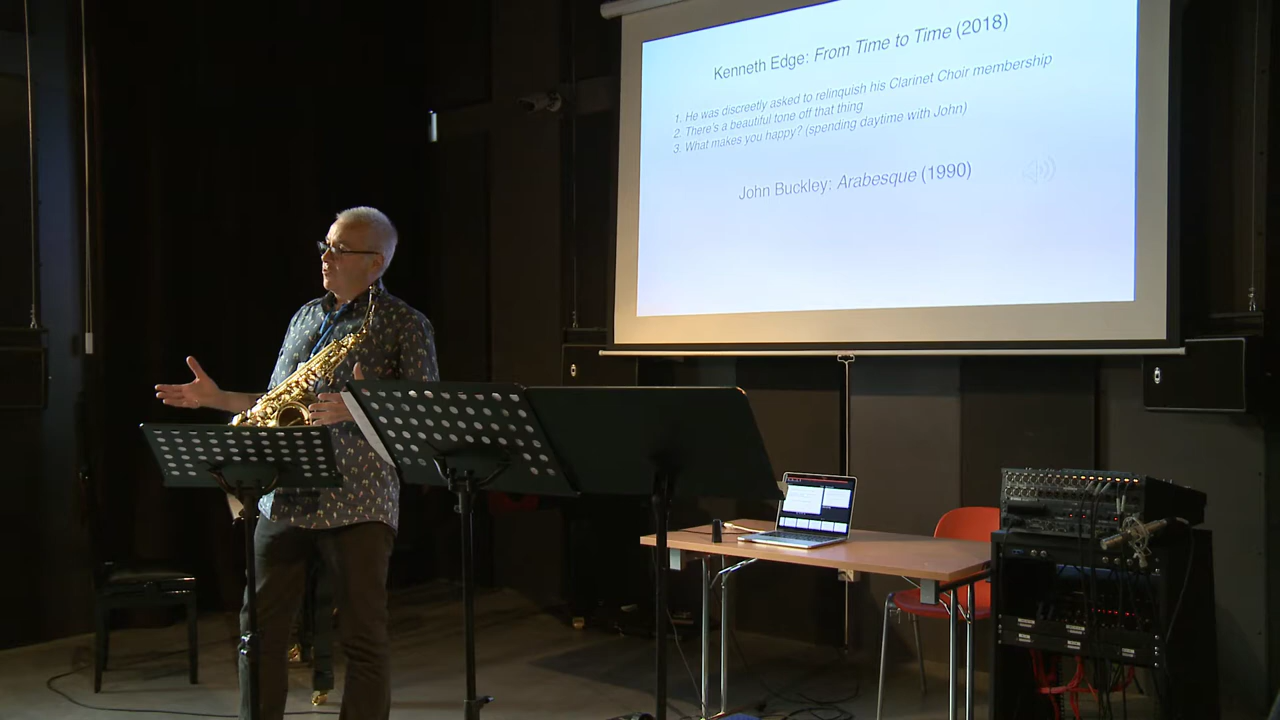 Kenneth Edge: From Time to Time (2018)
1. He was discreetly asked to relinquish his Clarinet Choir membership
2. There's a beautiful tone off that thing
3. What makes you happy? (spending daytime with John)
John Buckley: Arabesque (1990)